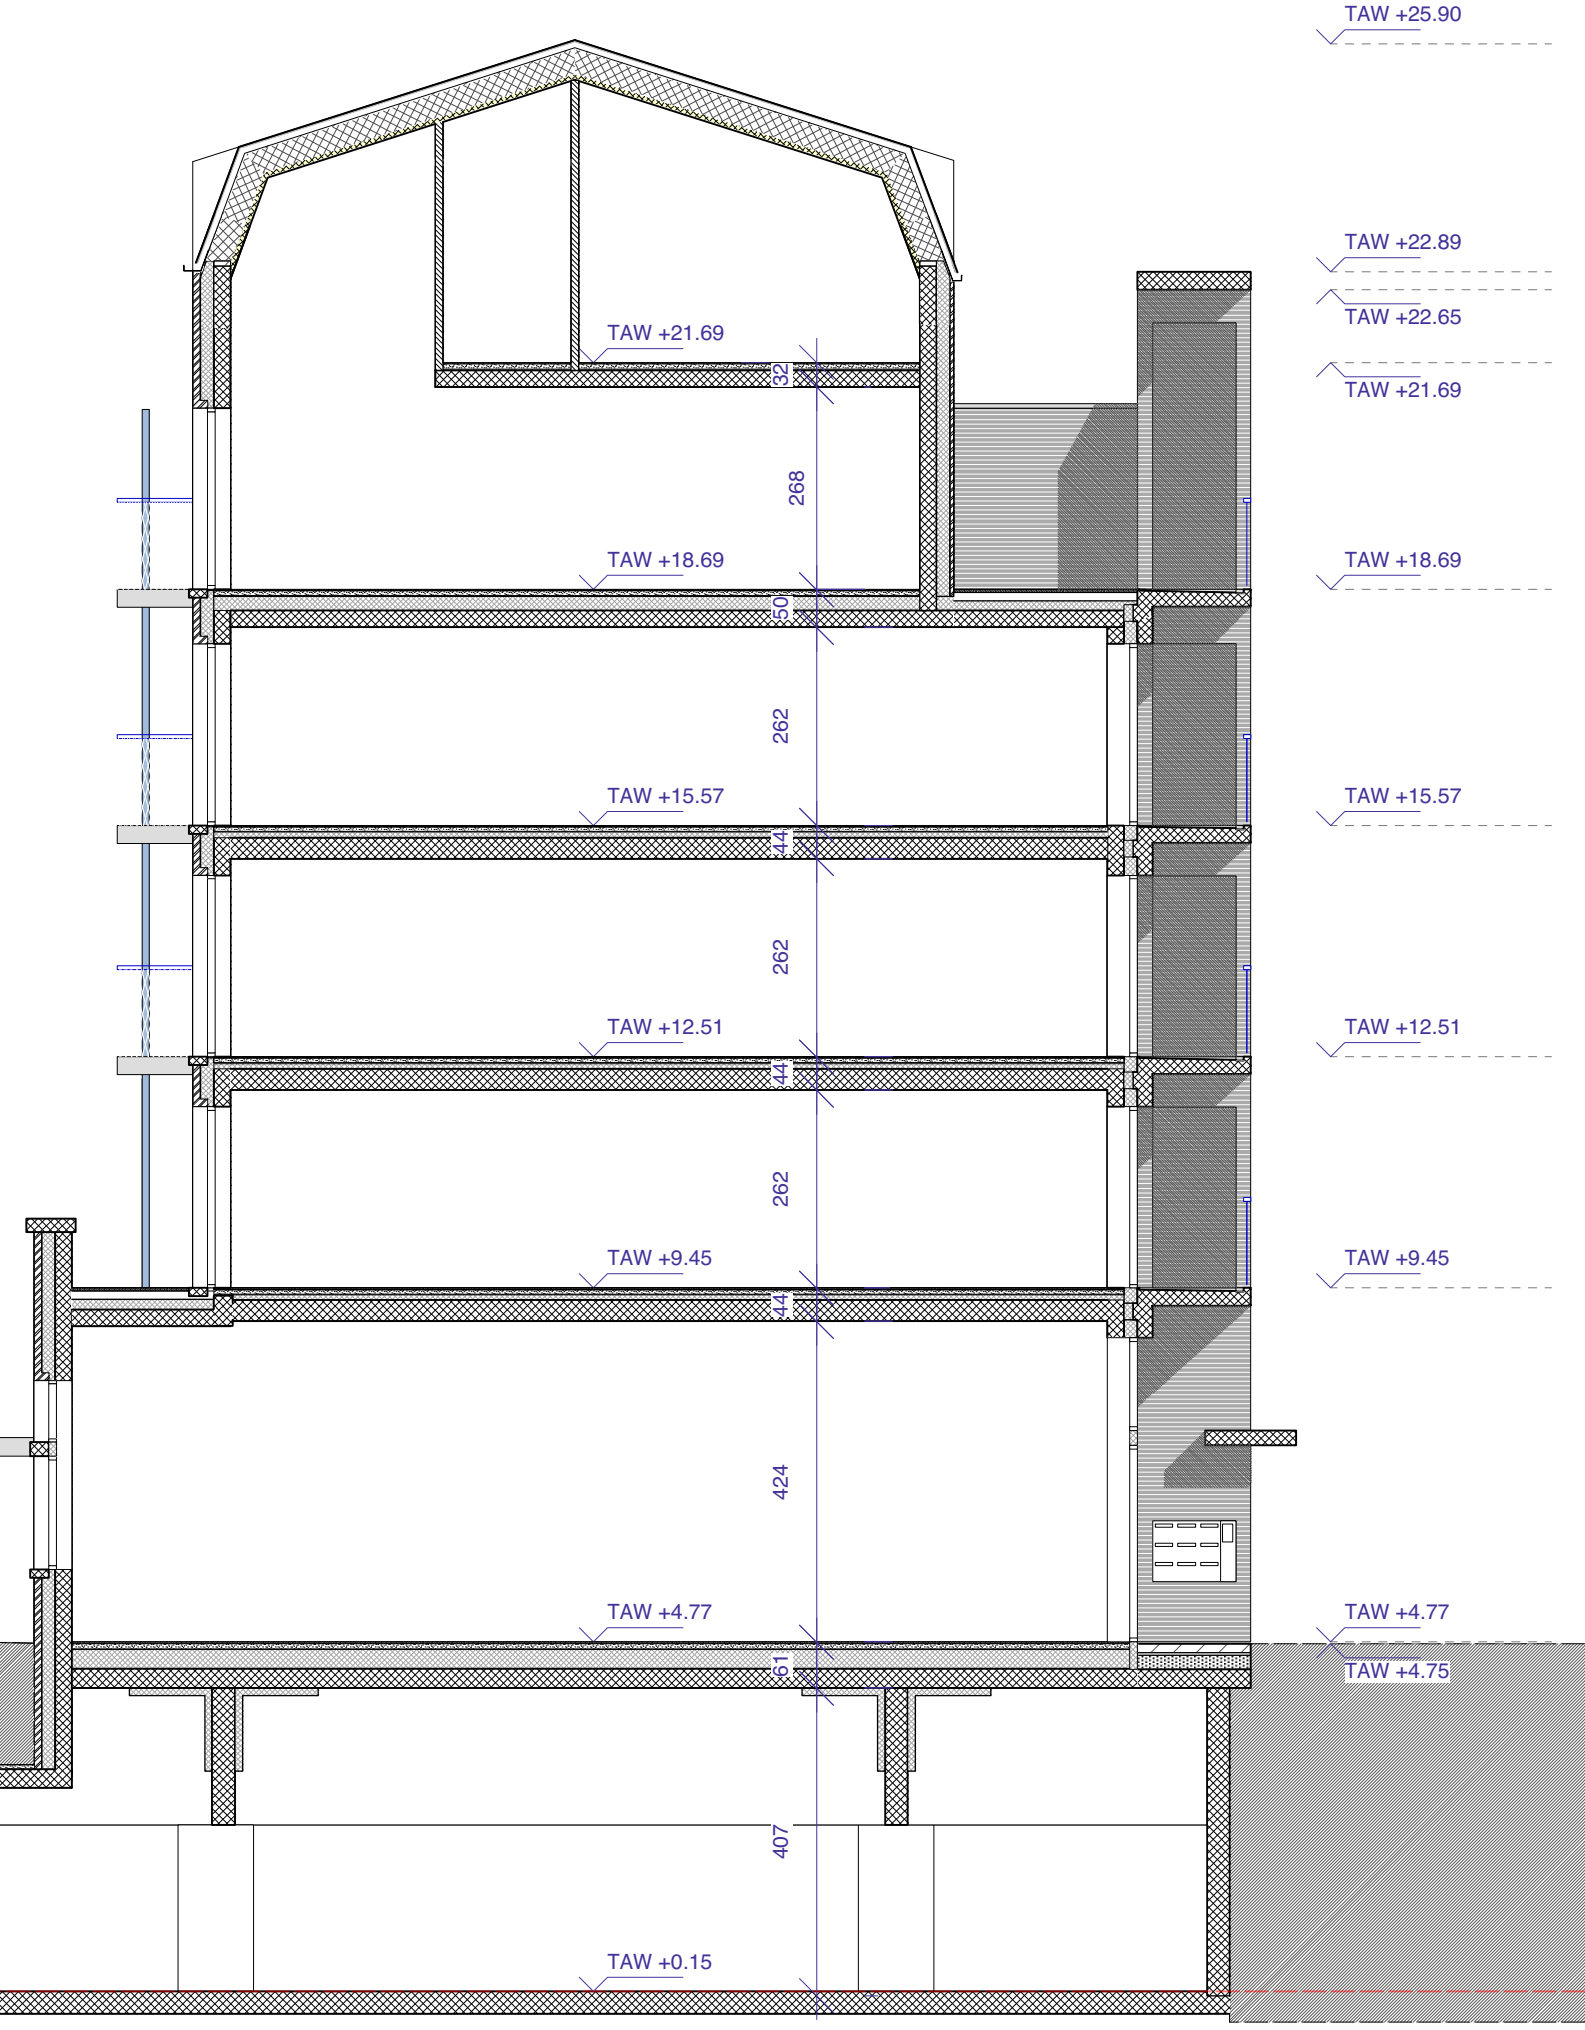 TAW +25.90
TAW +22.89
TAW +22.65
TAW +21.69
32
TAW +21.69
268
TAW +18.69
TAW +18.69
50
262
TAW +15.57
TAW +15.57
44
262
TAW +12.51
TAW +12.51
44
262
TAW +9.45
TAW +9.45
44
424
TAW +4.77
TAW +4.77
61
TAW +4.75
407
TAW +0.15